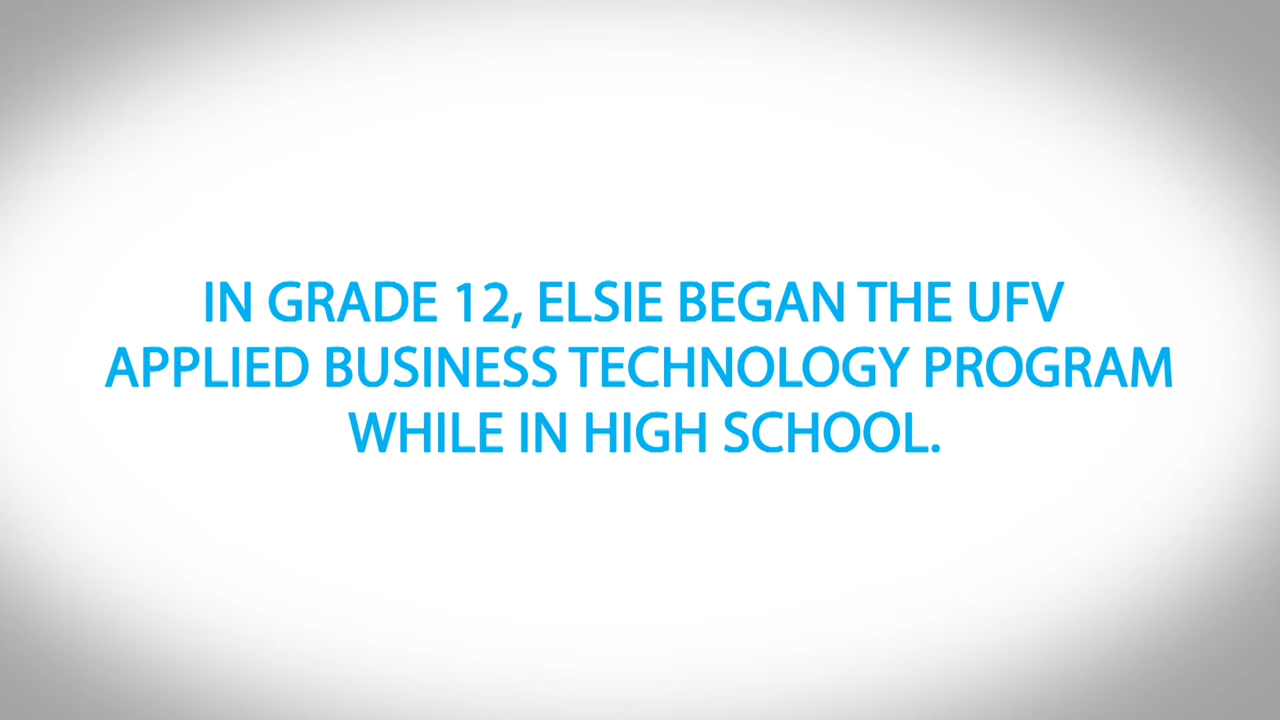 IN GRADE 12, ELSIE BEGAN THE UFV
APPLIED BUSINESS TECHNOLOGY PROGRAM
WHILE IN HIGH SCHOOL.